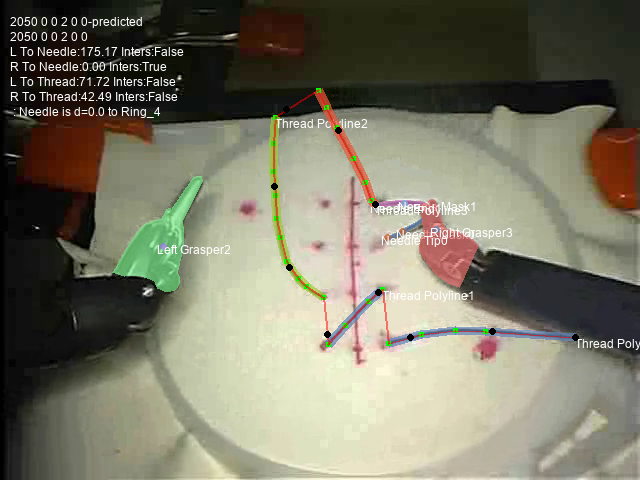 2050 0 0 2 0 0-predicted
2050 0 0 2 0 0
L To Needle:175.17 Inters:False
R To Needle:0.00 Inters:True
L To Thread:71.72 Inters:False
R To Thread:42.49 Inters:False
: Needle is d=0.0 to Ring_4
Thread Polyline2
Mask1
Right Grasper3
Needle Tip0
Left Grasper2
Thread Polyline1
Thread Poly